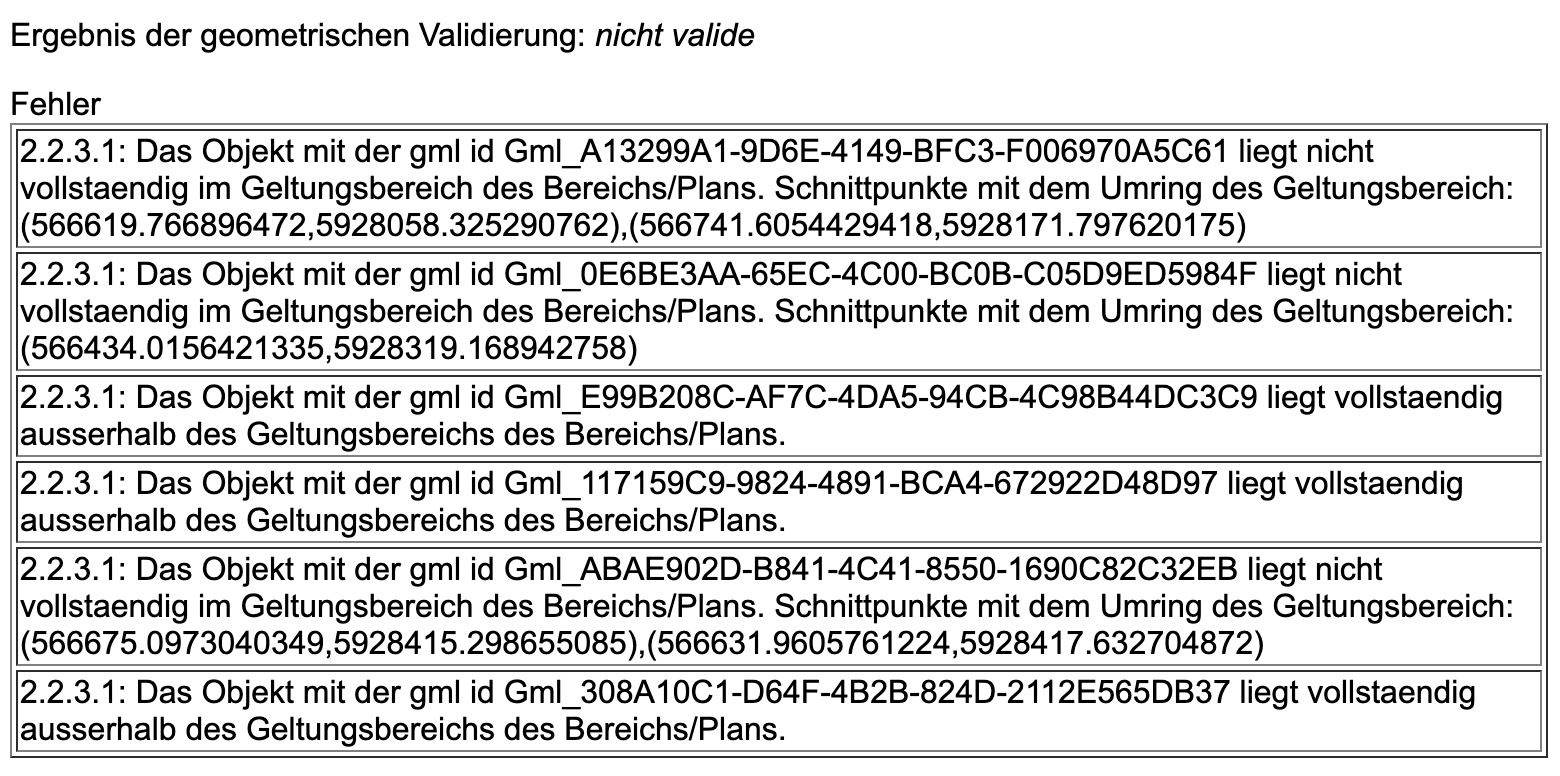 Ergebnis der geometrischen Validierung: nicht valide
Fehler
2.2.3.1: Das Objekt mit der gml id Gml_A13299A1-9D6E-4149-BFC3-F006970A5C61 liegt nicht
vollstaendig im Geltungsbereich des Bereichs/Plans. Schnittpunkte mit dem Umring des Geltungsbereich:
(566619.766896472,5928058.325290762),(566741.6054429418,5928171.797620175)
2.2.3.1: Das Objekt mit der gml id Gml_0E6BE3AA-65EC-4C00-BC0B-C05D9ED5984F liegt nicht
vollstaendig im Geltungsbereich des Bereichs/Plans. Schnittpunkte mit dem Umring des Geltungsbereich:
(566434.0156421335,5928319.168942758)
2.2.3.1: Das Objekt mit der gml id Gml_E99B208C-AF7C-4DA5-94CB-4C98B44DC3C9 liegt vollstaendig
ausserhalb des Geltungsbereichs des Bereichs/Plans.
2.2.3.1: Das Objekt mit der gml id Gml_117159C9-9824-4891-BCA4-672922D48D97 liegt vollstaendig
ausserhalb des Geltungsbereichs des Bereichs/Plans.
2.2.3.1: Das Objekt mit der gml id Gml_ABAE902D-B841-4C41-8550-1690C82C32EB liegt nicht
vollstaendig im Geltungsbereich des Bereichs/Plans. Schnittpunkte mit dem Umring des Geltungsbereich:
(566675.0973040349,5928415.298655085),(566631.9605761224,5928417.632704872)
2.2.3.1: Das Objekt mit der gml id Gml_308A10C1-D64F-4B2B-824D-2112E565DB37 liegt vollstaendig
ausserhalb des Geltungsbereichs des Bereichs/Plans.